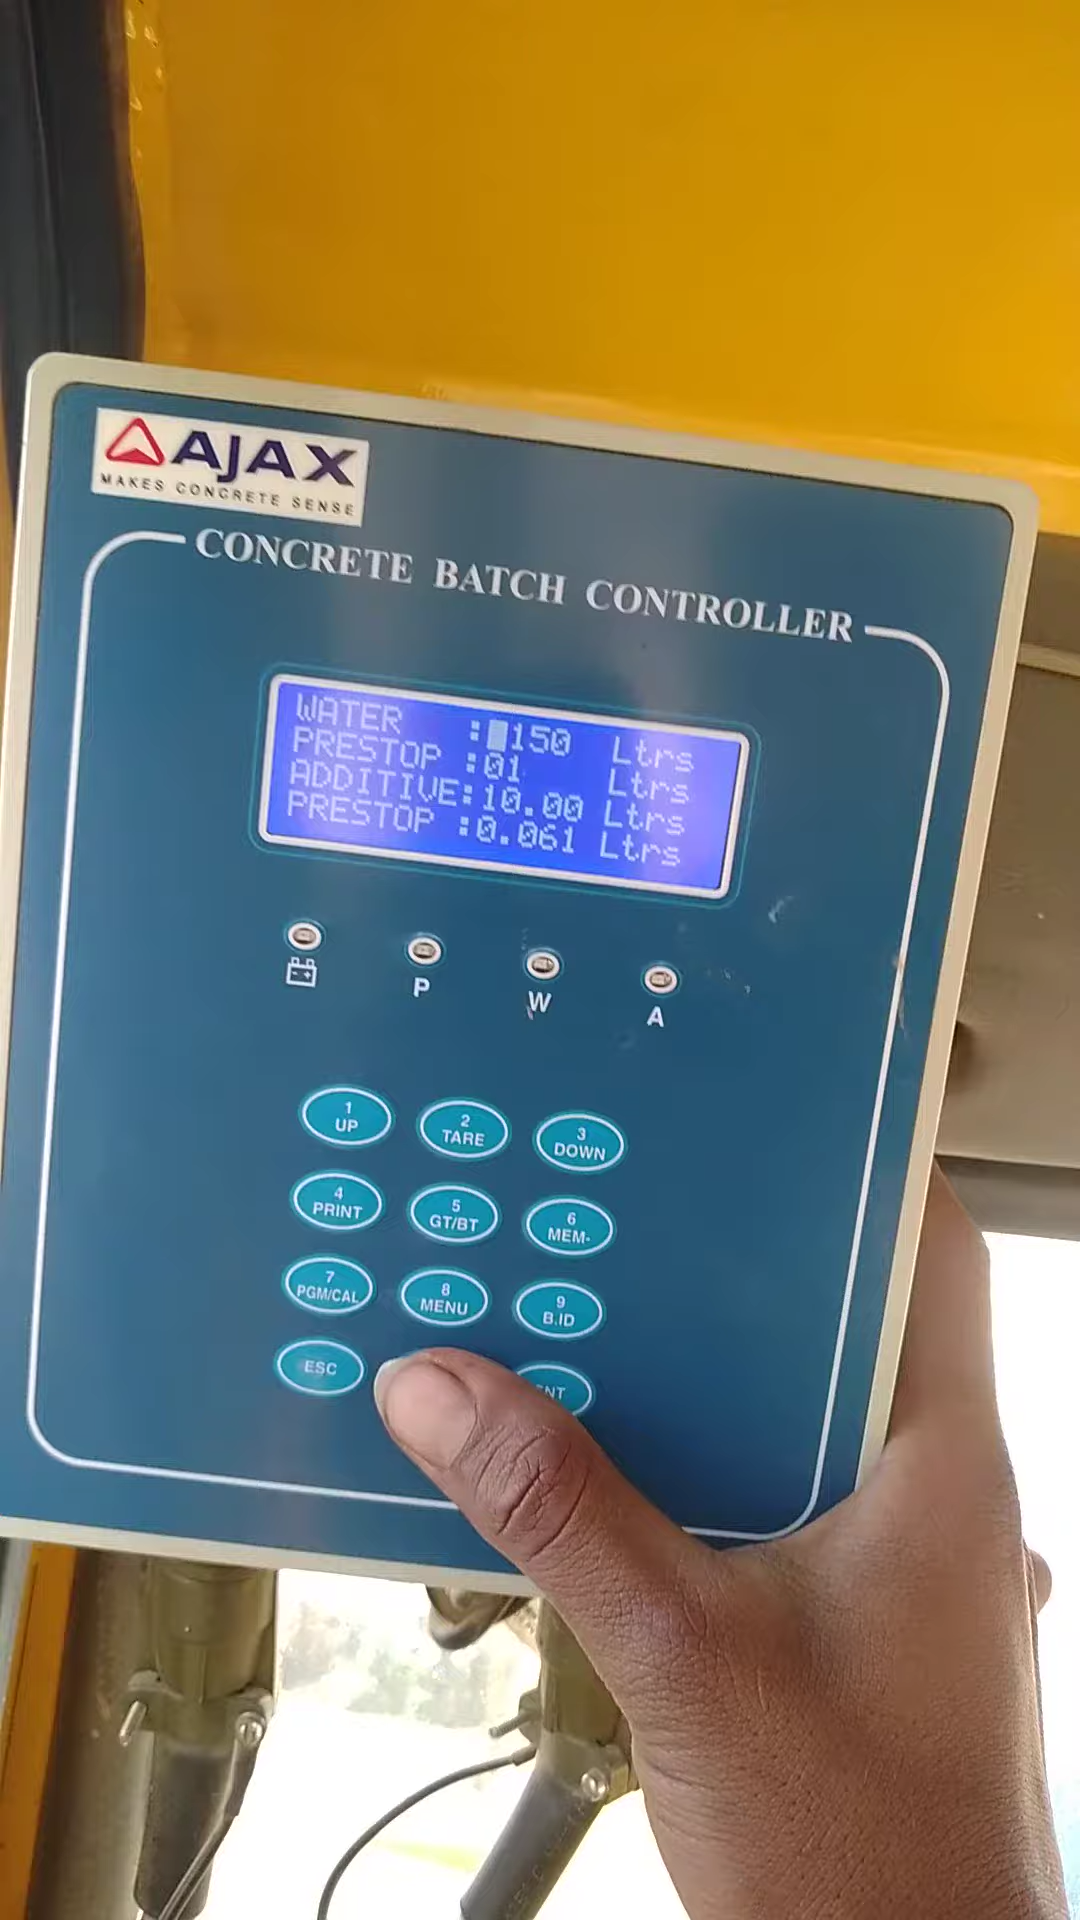 AJAX
MAKES CONCRETE SENSE
CONCRETE BATCH CONTROLLER
WATER :150 Ltrs
PRESTOP :01 Ltrs
ADDITIVE:10.00 Ltrs
PRESTOP :0.061 Ltrs
P
W
A
1
UP
2
TARE
3
DOWN
4
PRINT
5
GT/BT
6
MEM-
7
PGM/CAL
8
MENU
9
B.ID
ESC